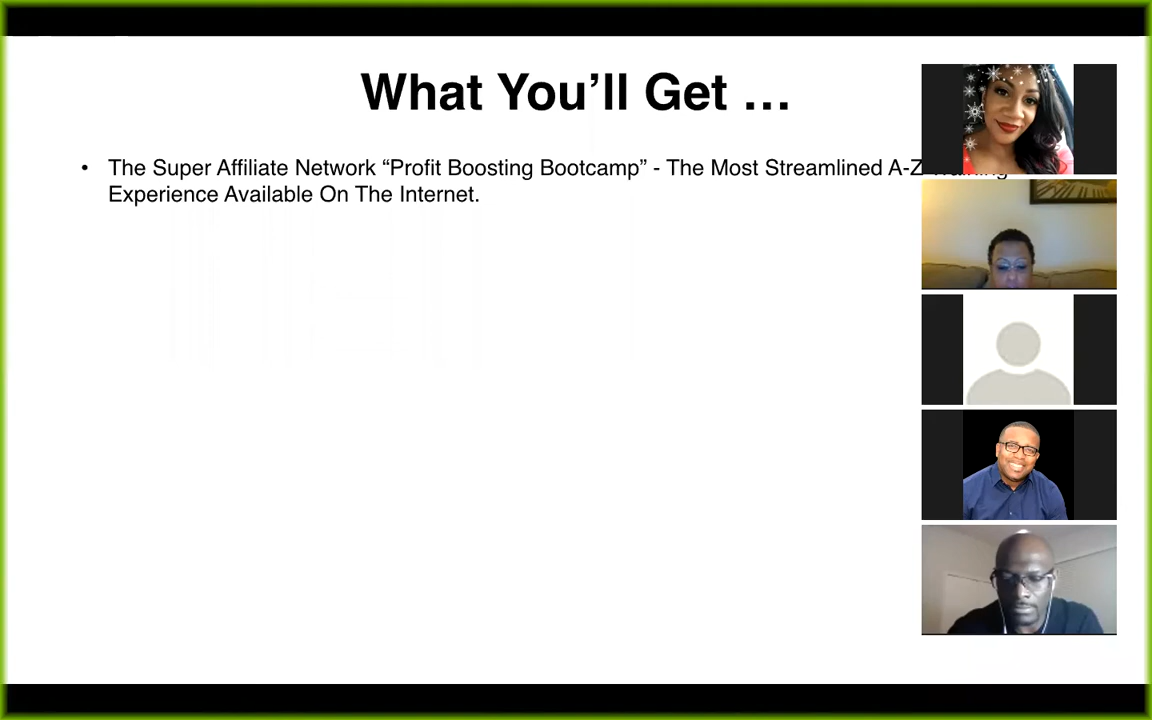 What You’ll Get …
• The Super Affiliate Network “Profit Boosting Bootcamp” - The Most Streamlined A-Z Training
Experience Available On The Internet.